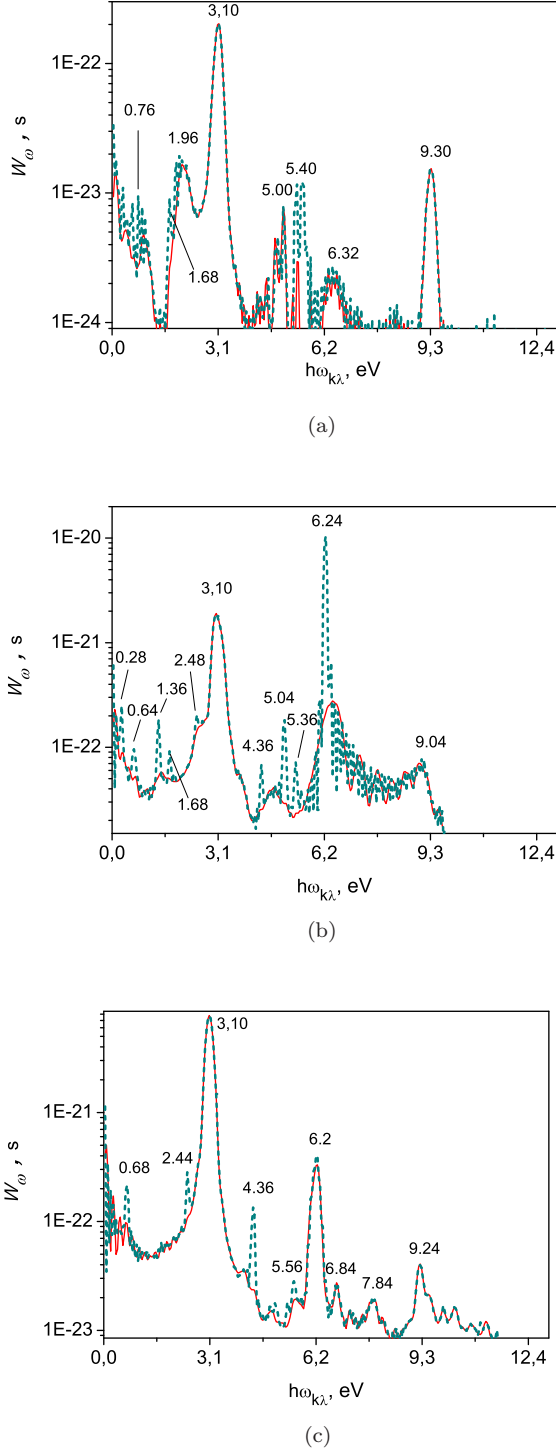 3,10
1E-22
0.76
1.96
W_ω , s
9.30
1E-23
5.00
5.40
6.32
1.68
1E-24
0,0 3,1 6,2 9,3 12,4
hω_kλ, eV
(a)
6.24
1E-20
3,10
1E-21
W_ω , s
0.28
2.48
1.36
0.64
5.04
5.36
4.36
9.04
1E-22
1.68
0,0 3,1 6,2 9,3 12,4
hω_kλ, eV
(b)
3,10
1E-21
W_ω , s
0.68
2.44
4.36
6.2
1E-22
5.56
6.84
7.84
9.24
1E-23
0,0 3,1 6,2 9,3 12,4
hω_kλ, eV
(c)